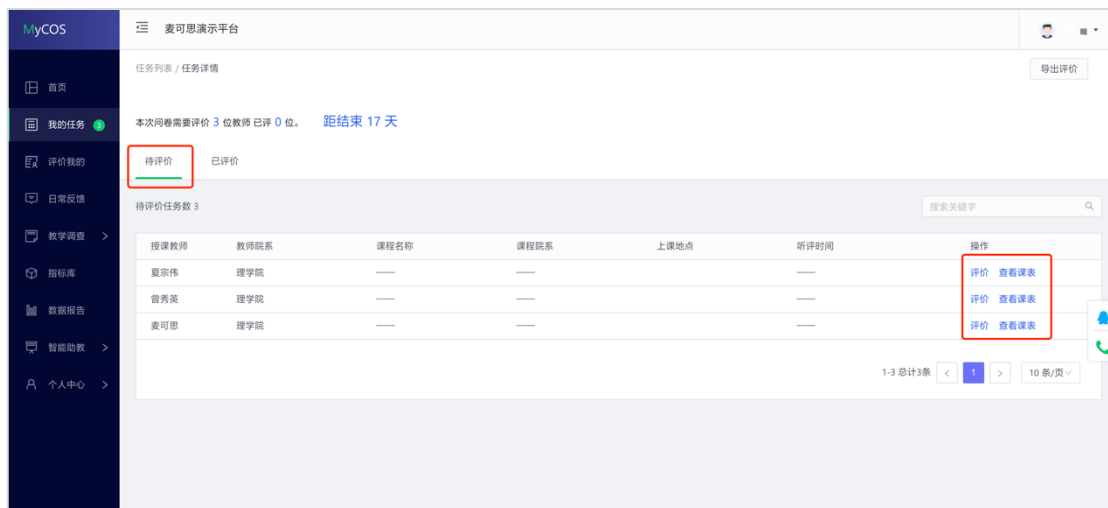 MyCOS
麦可思演示平台
首页
我的任务 3
评价我的
日常反馈
教学调查
指标库
数据报告
智能助教
个人中心
任务列表 / 任务详情
导出评价
本次问卷需要评价 3 位教师 已评 0 位。 距结束 17 天
待评价 已评价
待评价任务数 3
搜索关键字
授课教师 教师院系 课程名称 课程院系 上课地点 听评时间 操作
夏宗伟 理学院 —— —— —— 评价 查看课表
曾秀英 理学院 —— —— —— 评价 查看课表
麦可思 理学院 —— —— —— 评价 查看课表
1-3 总计3条 < 1 > 10 条/页